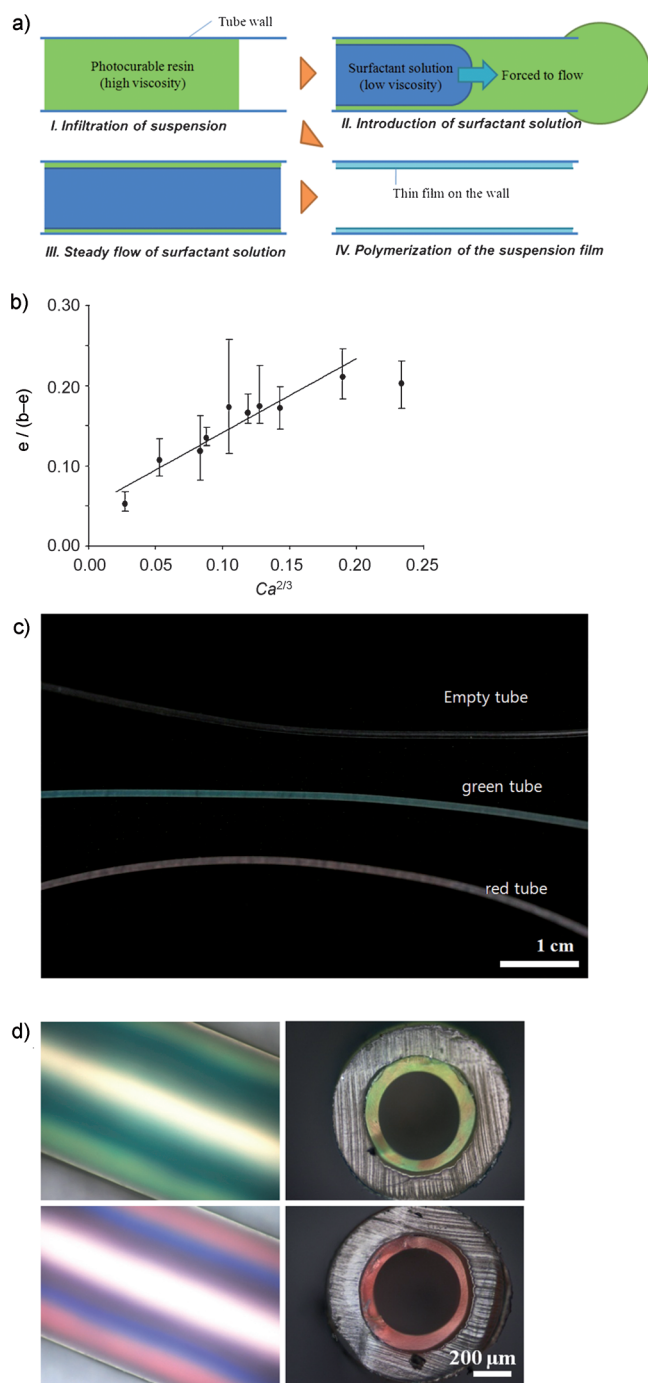 a)
Tube wall
Photocurable resin
(high viscosity)
Surfactant solution
(low viscosity)
Forced to flow
I. Infiltration of suspension
II. Introduction of surfactant solution
Thin film on the wall
III. Steady flow of surfactant solution
IV. Polymerization of the suspension film
b)
0.30
0.20
0.10
0.00
e / (b–e)
0.00 0.05 0.10 0.15 0.20 0.25
Ca2/3
c)
Empty tube
green tube
red tube
1 cm
d)
200 μm